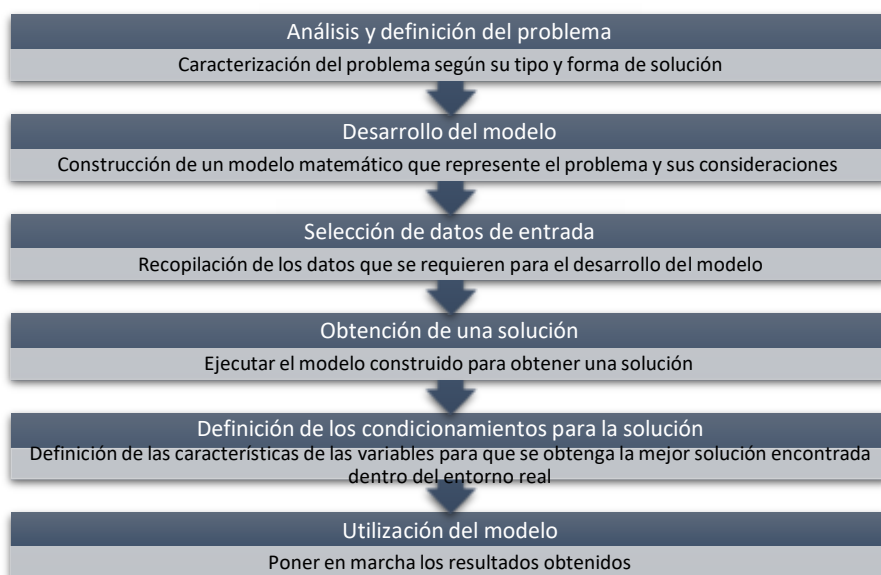 Análisis y definición del problema
Caracterización del problema según su tipo y forma de solución
Desarrollo del modelo
Construcción de un modelo matemático que represente el problema y sus consideraciones
Selección de datos de entrada
Recopilación de los datos que se requieren para el desarrollo del modelo
Obtención de una solución
Ejecutar el modelo construido para obtener una solución
Definición de los condicionamientos para la solución
Definición de las características de las variables para que se obtenga la mejor solución encontrada
dentro del entorno real
Utilización del modelo
Poner en marcha los resultados obtenidos